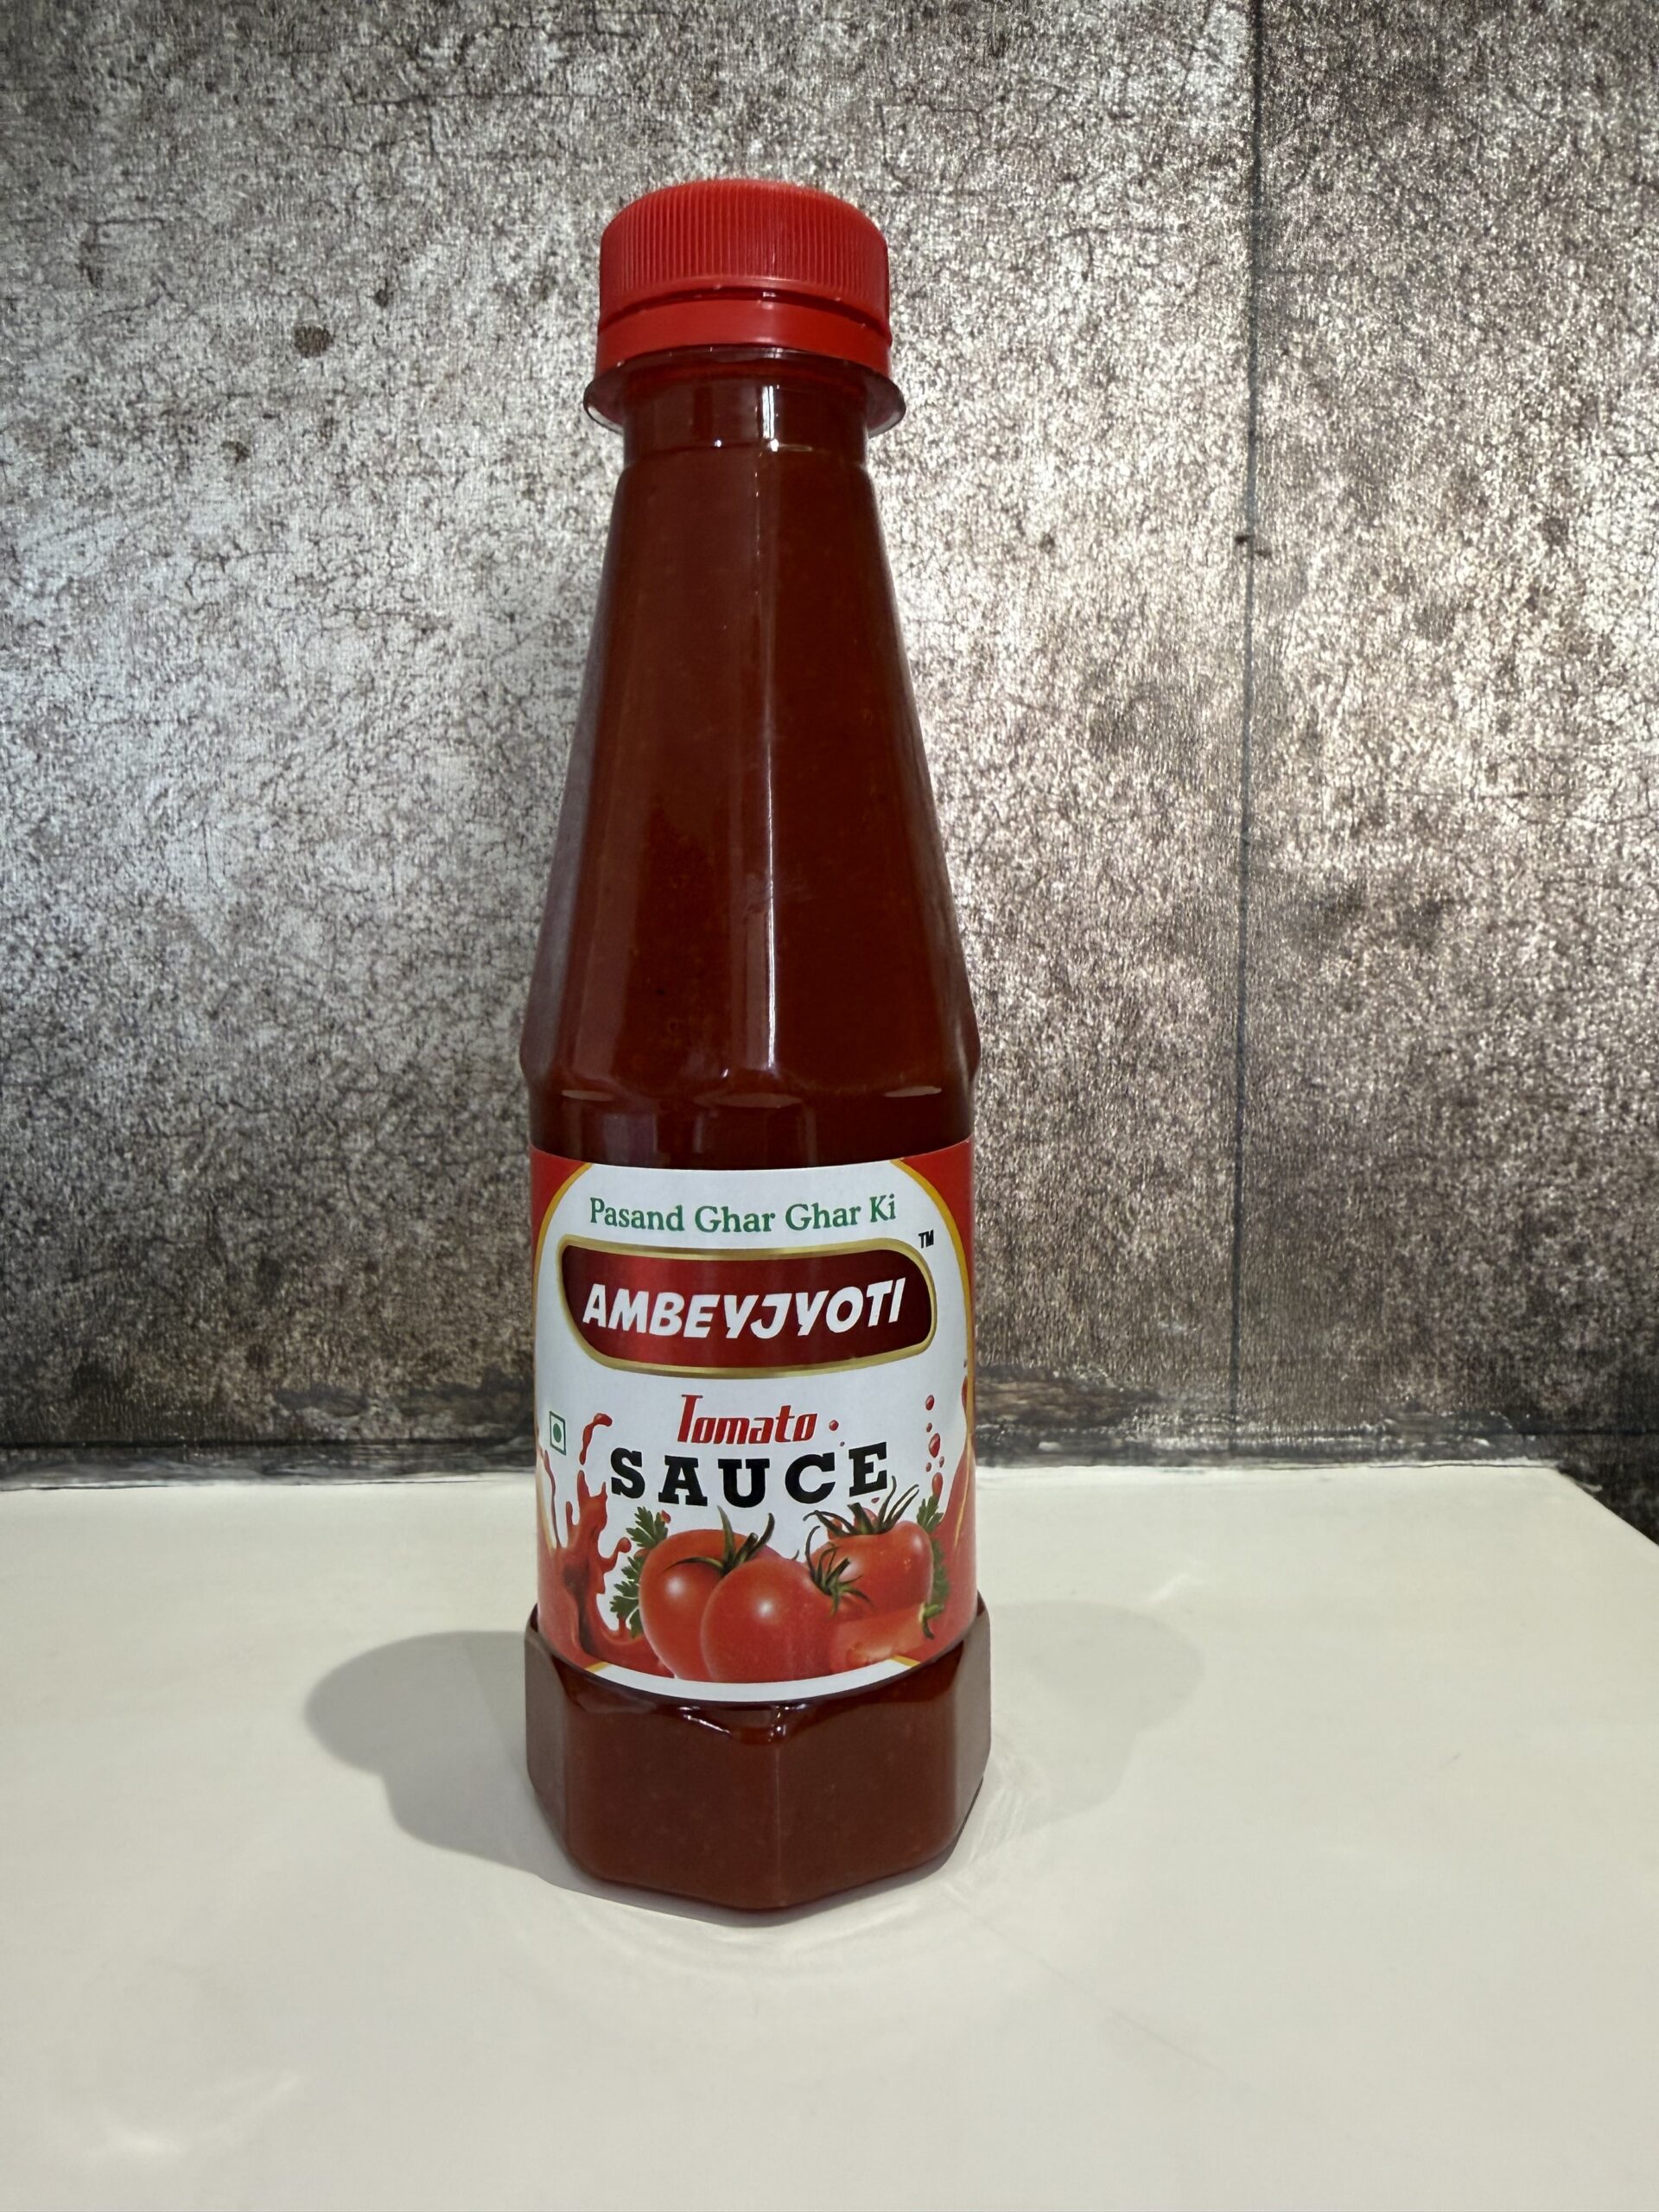 Pasand Ghar Ghar Ki
AMBEYJYOTI TM
Tomato
SAUCE